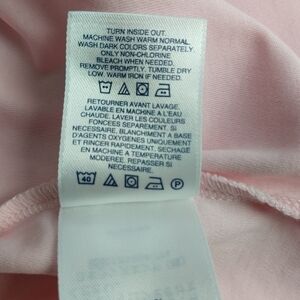 TURN INSIDE OUT.
MACHINE WASH WARM NORMAL.
WASH DARK COLORS SEPARATELY.
ONLY NON-CHLORINE
BLEACH WHEN NEEDED.
REMOVE PROMPTLY. TUMBLE DRY
LOW. WARM IRON IF NEEDED.
RETOURNER AVANT LAVAGE.
LAVABLE EN MACHINE A L'EAU
CHAUDE. LAVER LES COULEURS
FONCEES SEPAREMENT. SI
NECESSAIRE, BLANCHIMENT A BASE
D'AGENTS OXYGENES UNIQUEMENT
ET RINCER RAPIDEMENT. SECHAGE
EN MACHINE A TEMPERATURE
MODEREE. REPASSER SI
NECESSAIRE.
40
P